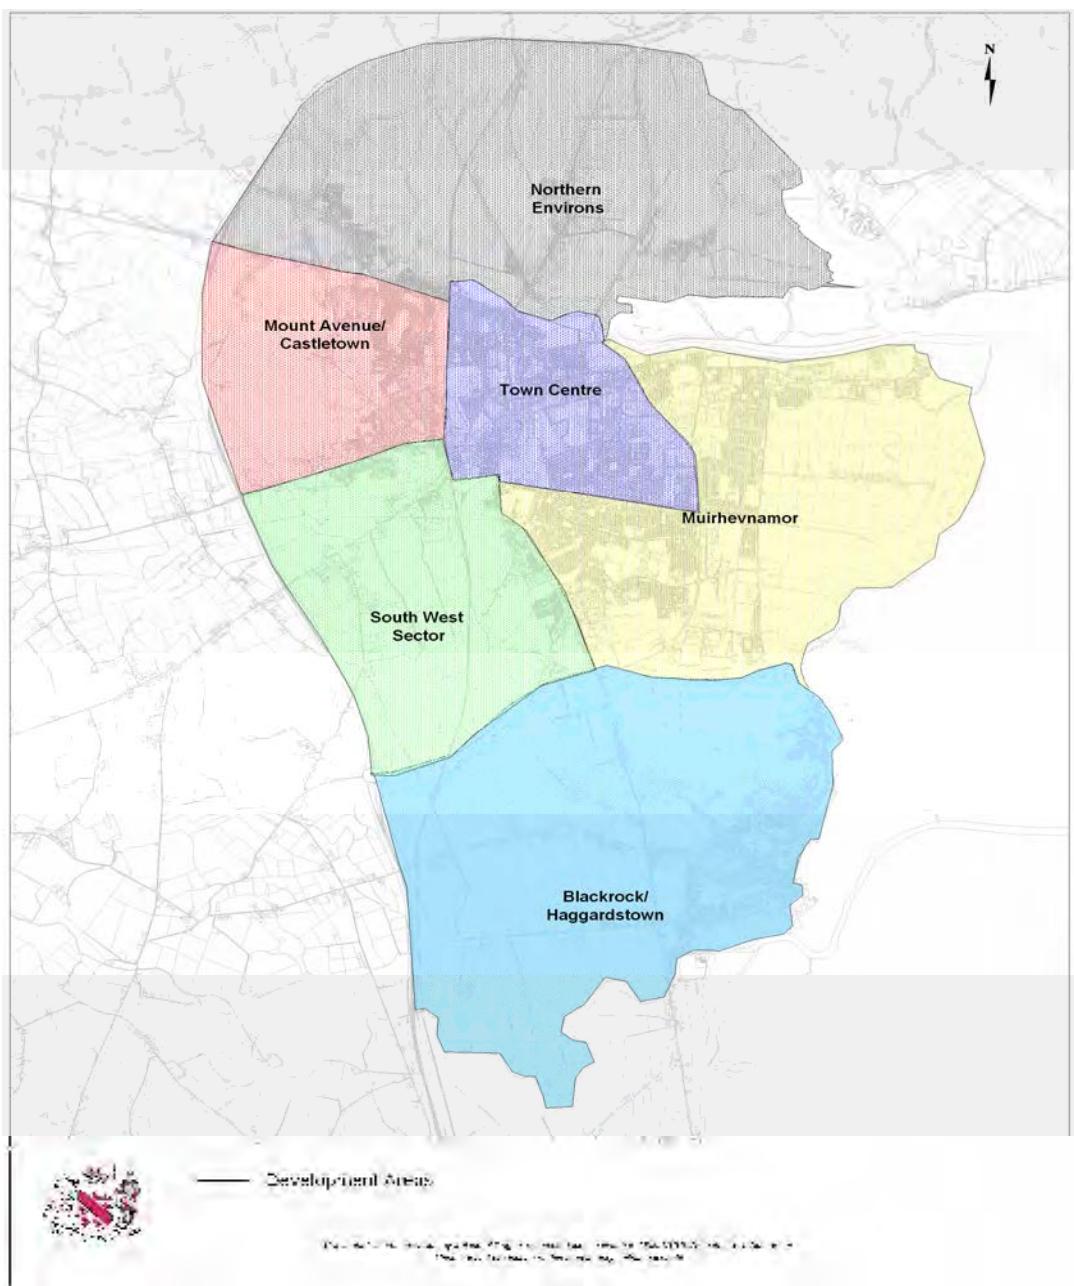 N
Northern
Environs
Mount Avenue/
Castletown
Town Centre
Muirhevnamor
South West
Sector
Blackrock/
Haggardstown
Development Areas